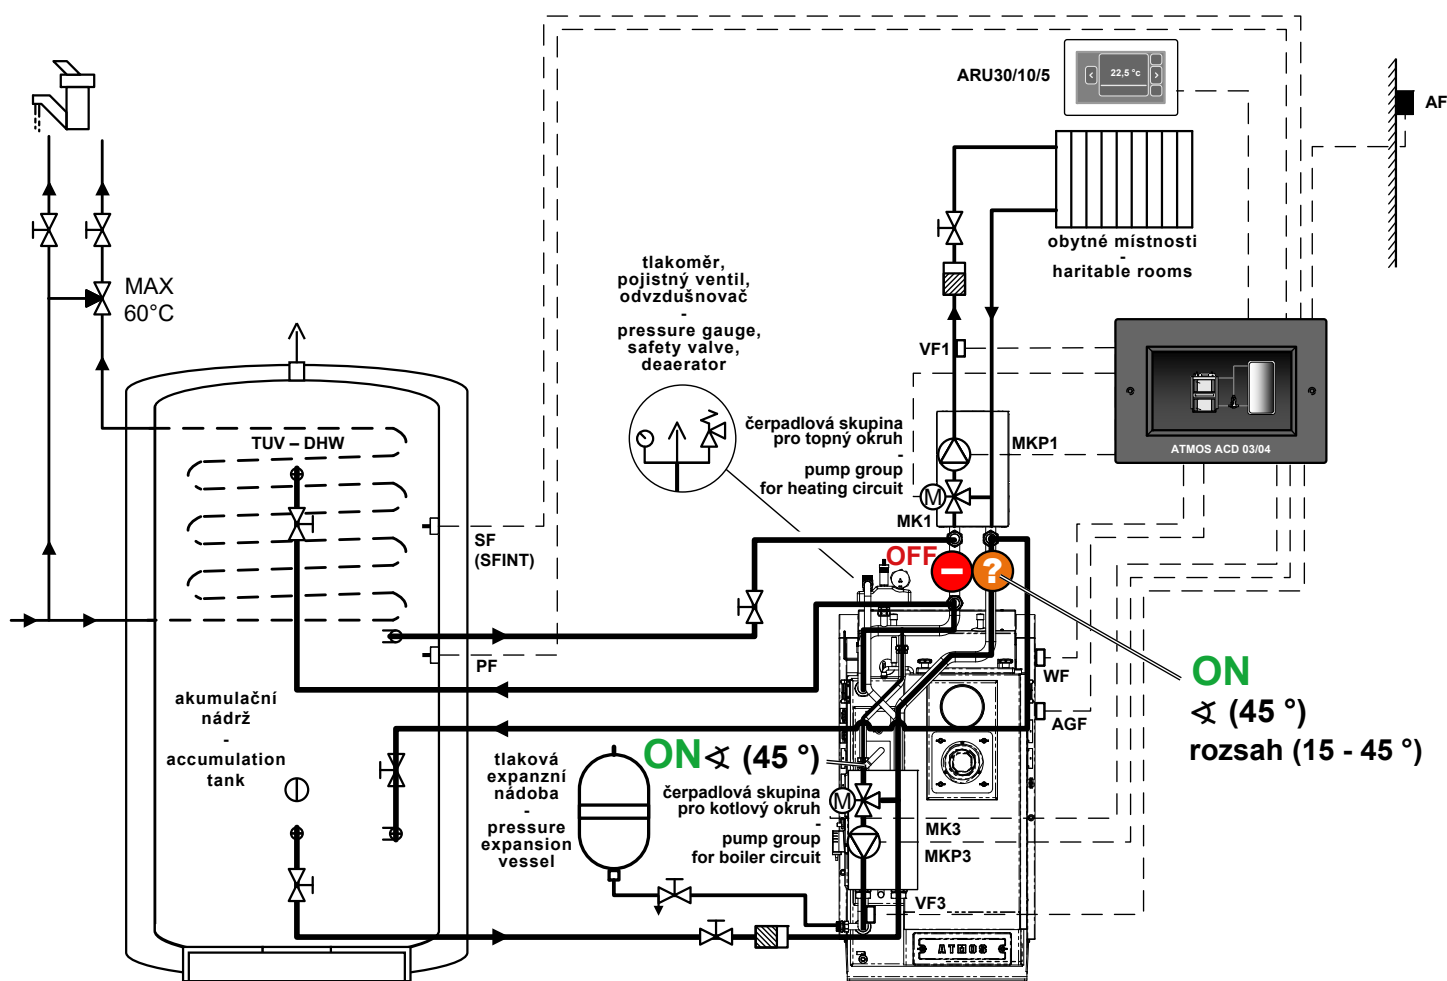 ARU30/10/5
22,5 °c
AF
obytné místnosti
-
haritable rooms
MAX
60°C
tlakoměr,
pojistný ventil,
odvzdušnovač
-
pressure gauge,
safety valve,
deaerator
VF1
ATMOS ACD 03/04
čerpadlová skupina
pro topný okruh
-
pump group
for heating circuit
MKP1
M
MK1
TUV – DHW
SF
(SFINT)
OFF
?
PF
WF
AGF
ON
∢ (45 °)
rozsah (15 - 45 °)
akumulační
nádrž
-
accumulation
tank
ON ∢ (45 °)
tlaková
expanzní
nádoba
-
pressure
expansion
vessel
čerpadlová skupina
pro kotlový okruh
-
pump group
for boiler circuit
M
MK3
MKP3
VF3
ATMOS